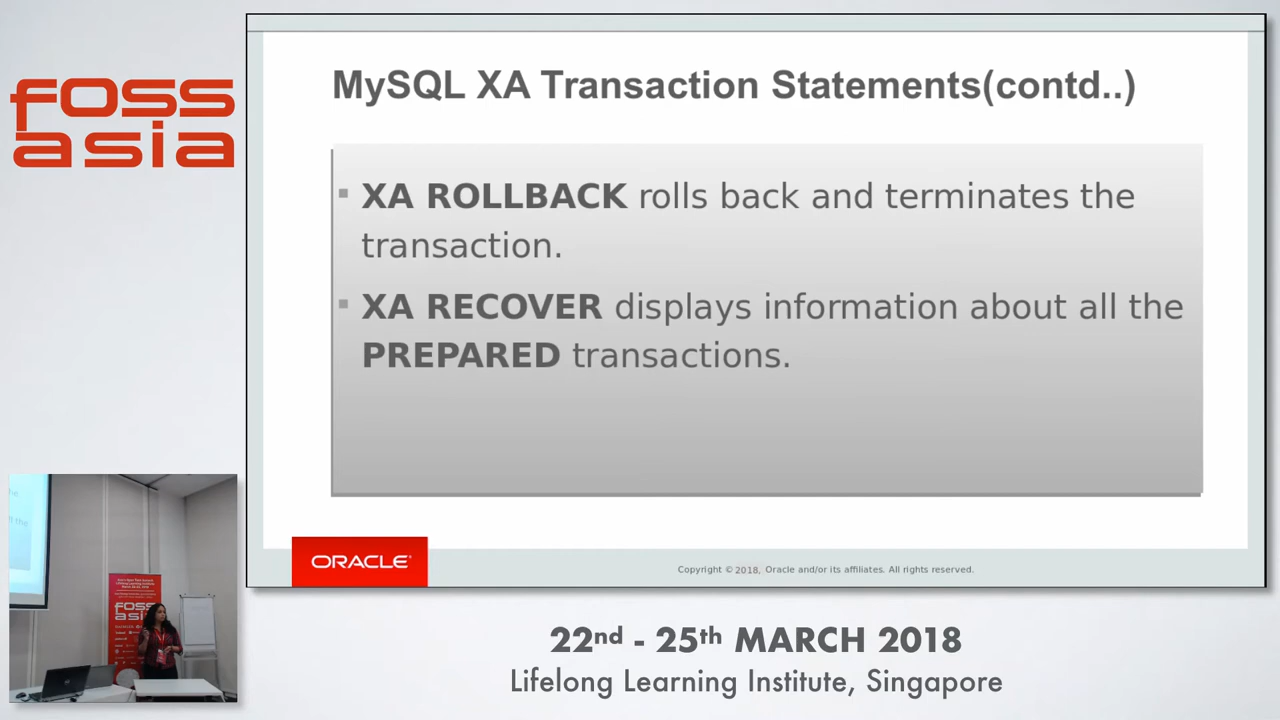 foss
asia
MySQL XA Transaction Statements(contd..)
XA ROLLBACK rolls back and terminates the
transaction.
XA RECOVER displays information about all the
PREPARED transactions.
ORACLE®
Copyright © 2018, Oracle and/or its affiliates. All rights reserved.
foss
asia
22nd - 25th MARCH 2018
Lifelong Learning Institute, Singapore